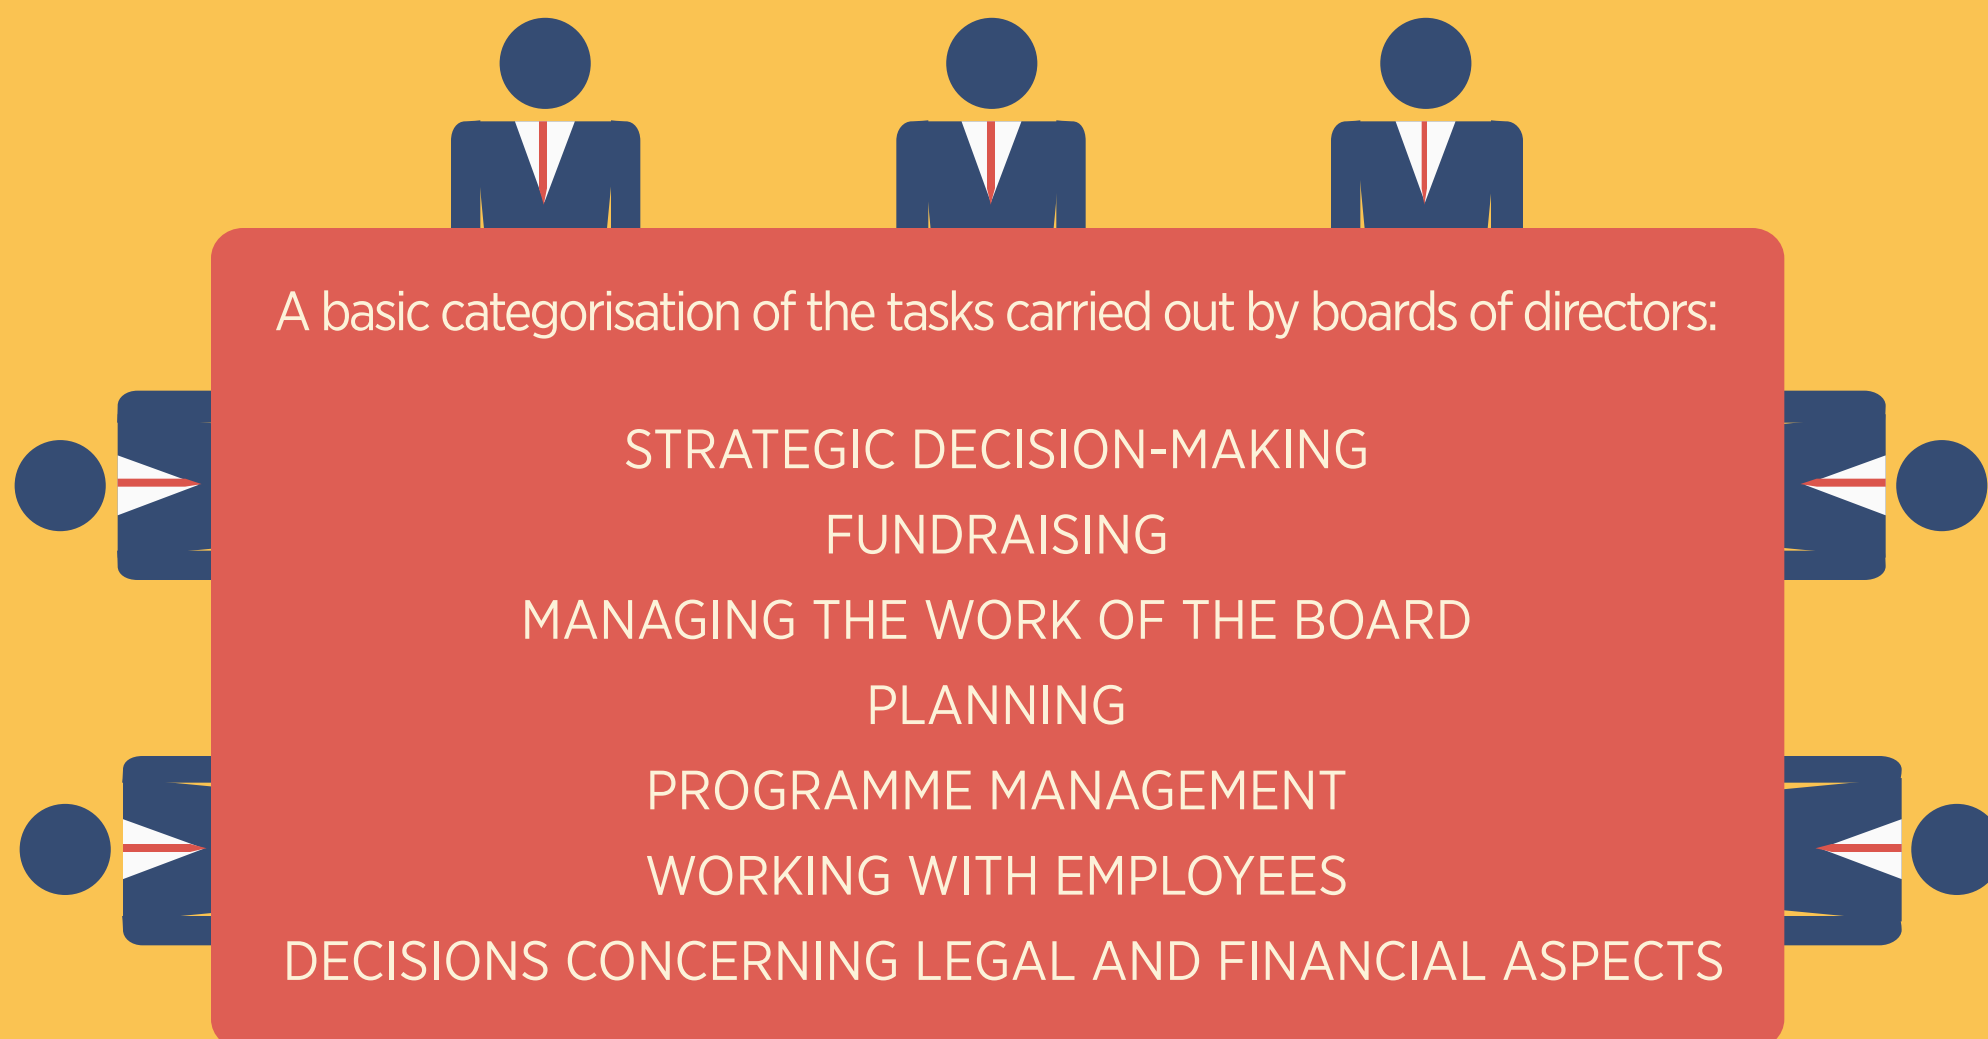 A basic categorisation of the tasks carried out by boards of directors:
STRATEGIC DECISION-MAKING
FUNDRAISING
MANAGING THE WORK OF THE BOARD
PLANNING
PROGRAMME MANAGEMENT
WORKING WITH EMPLOYEES
DECISIONS CONCERNING LEGAL AND FINANCIAL ASPECTS